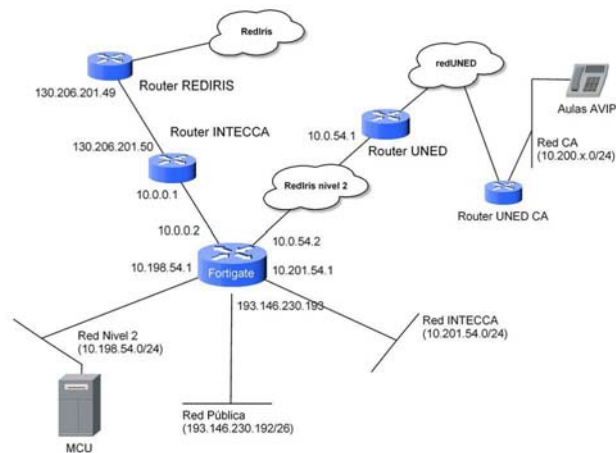 RedIris
Router REDIRIS
130.206.201.49
redUNED
Aulas AVIP
Router INTECCA
10.0.54.1
Router UNED
Red CA
(10.200.x.0/24)
130.206.201.50
10.0.0.1
RedIris nivel 2
Router UNED CA
10.0.0.2
10.0.54.2
10.198.54.1
Fortigate
10.201.54.1
193.146.230.193
Red Nivel 2
(10.198.54.0/24)
Red INTECCA
(10.201.54.0/24)
MCU
Red Pública
(193.146.230.192/26)